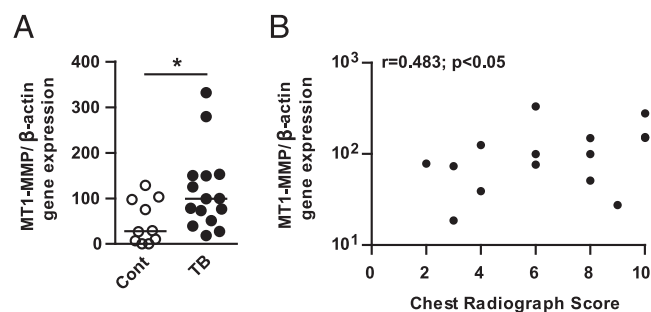 A
B
400
300
200
100
0
MT1-MMP/ β-actin
gene expression
*
Cont
TB
r=0.483; p<0.05
10³
10²
10¹
MT1-MMP/ β-actin
gene expression
0 2 4 6 8 10
Chest Radiograph Score